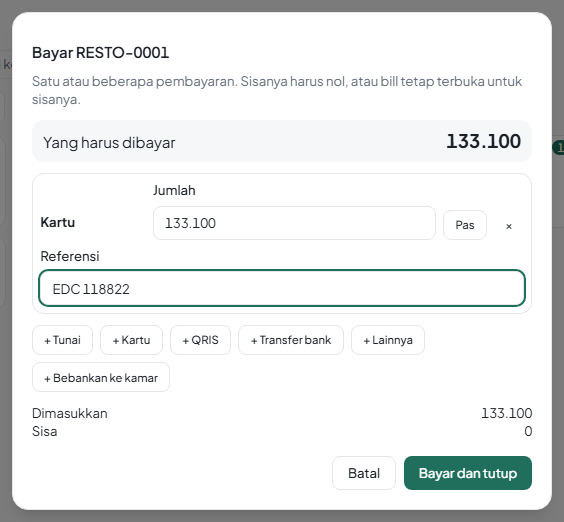 Bayar RESTO-0001
Satu atau beberapa pembayaran. Sisanya harus nol, atau bill tetap terbuka untuk
sisanya.
Yang harus dibayar 133.100
Jumlah
Kartu 133.100 Pas ×
Referensi
EDC 118822
+ Tunai + Kartu + QRIS + Transfer bank + Lainnya
+ Bebankan ke kamar
Dimasukkan 133.100
Sisa 0
Batal Bayar dan tutup